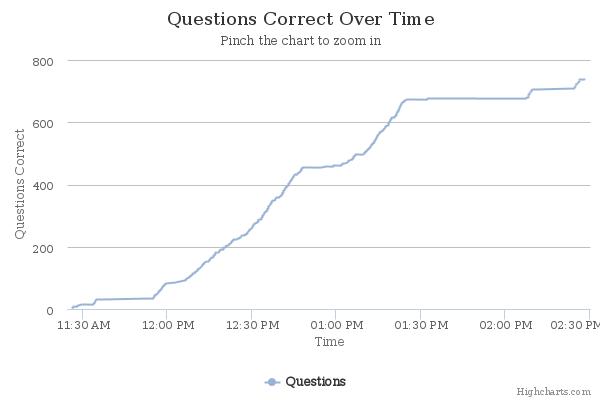 Questions Correct Over Time
Pinch the chart to zoom in
Questions Correct
800
600
400
200
0
11:30 AM 12:00 PM 12:30 PM 01:00 PM 01:30 PM 02:00 PM 02:30 PM
Time
Questions
Highcharts.com